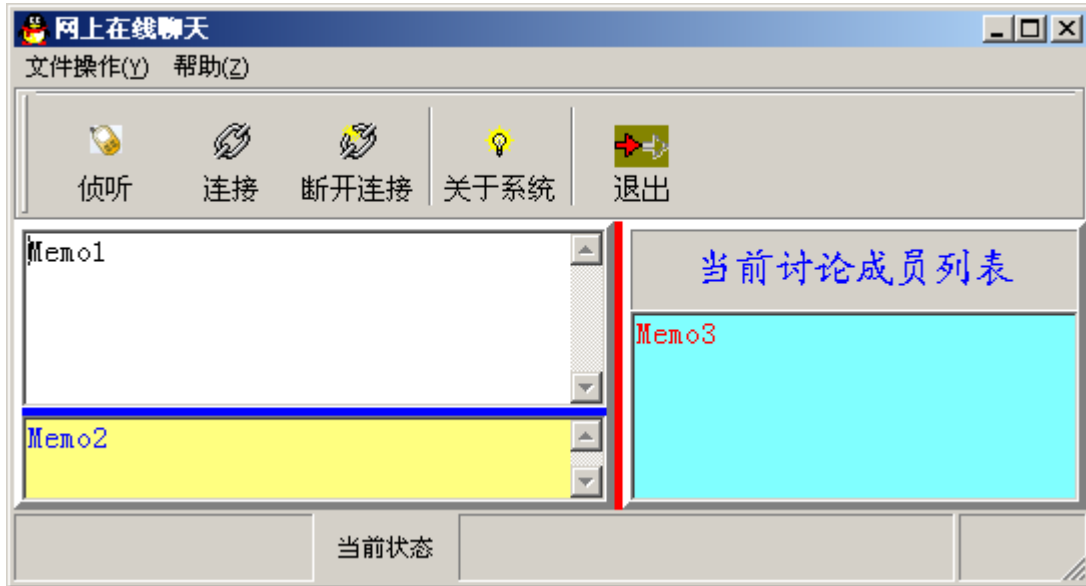 网上在线聊天
文件操作(Y) 帮助(Z)
侦听 连接 断开连接 关于系统 退出
Memo1
当前讨论成员列表
Memo3
Memo2
当前状态